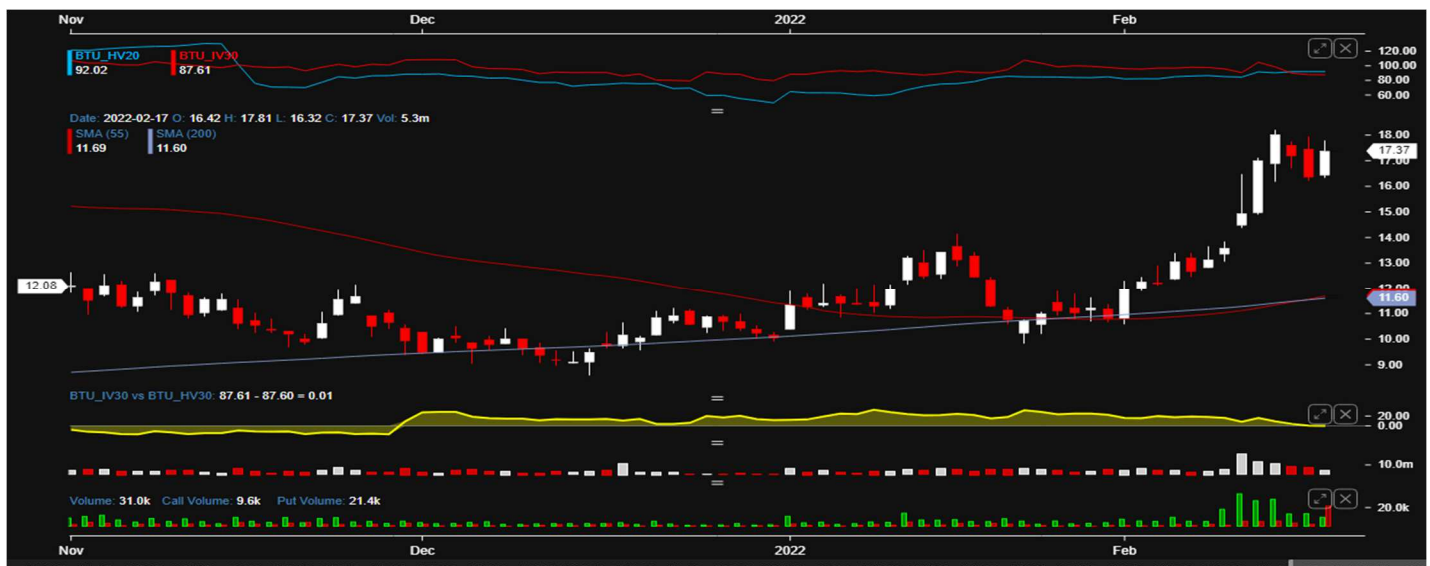 Nov Dec 2022 Feb
BTU_HV20 BTU_IV30
92.02 87.61
120.00
100.00
80.00
60.00
Date: 2022-02-17 O: 16.42 H: 17.81 L: 16.32 C: 17.37 Vol: 5.3m
SMA (55) SMA (200)
11.69 11.60
18.00
17.37
17.00
16.00
15.00
14.00
13.00
12.08
12.00
11.60
11.00
10.00
9.00
BTU_IV30 vs BTU_HV30: 87.61 - 87.60 = 0.01
20.00
0.00
10.0m
Volume: 31.0k Call Volume: 9.6k Put Volume: 21.4k
20.0k
Nov Dec 2022 Feb